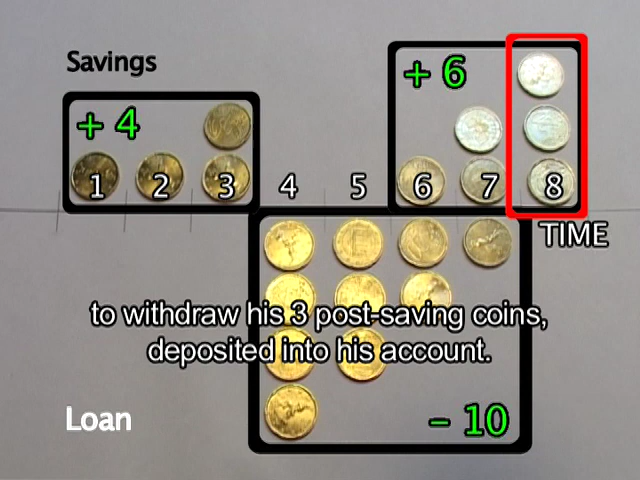 Savings
+ 6
+ 4
1 2 3 4 5 6 7 8
TIME
to withdraw his 3 post-saving coins,
deposited into his account.
Loan
- 10